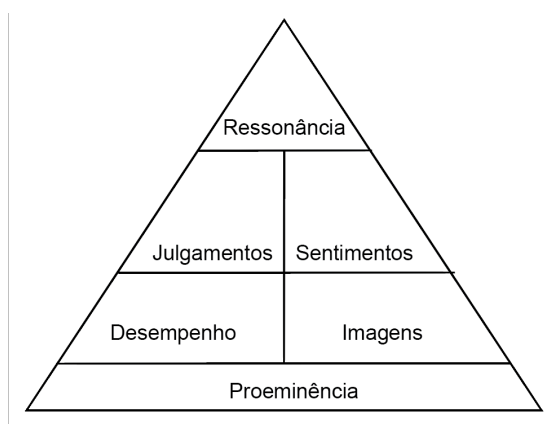 Ressonância
Julgamentos Sentimentos
Desempenho Imagens
Proeminência